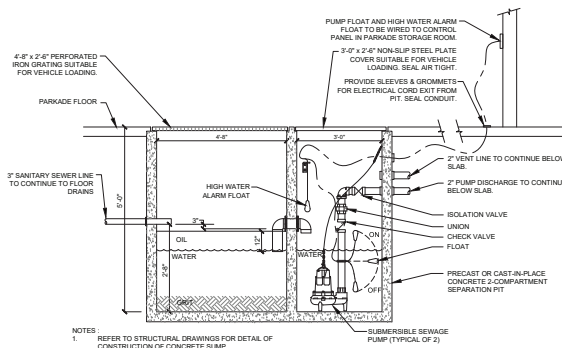 PUMP FLOAT AND HIGH WATER ALARM
FLOAT TO BE WIRED TO CONTROL
PANEL IN PARKADE STORAGE ROOM.
4'-8" x 2'-6" PERFORATED
IRON GRATING SUITABLE
FOR VEHICLE LOADING.
3'-0" x 2'-6" NON-SLIP STEEL PLATE
COVER SUITABLE FOR VEHICLE
LOADING. SEAL AIR TIGHT.
PROVIDE SLEEVES & GROMMETS
FOR ELECTRICAL CORD EXIT FROM
PIT. SEAL CONDUIT.
PARKADE FLOOR
4'-8"
3'-0"
2" VENT LINE TO CONTINUE BELOW
SLAB.
3" SANITARY SEWER LINE
TO CONTINUE TO FLOOR
DRAINS
5'-0"
HIGH WATER
ALARM FLOAT
2" PUMP DISCHARGE TO CONTINU
BELOW SLAB.
ISOLATION VALVE
UNION
CHECK VALVE
FLOAT
3"
12"
OIL
WATER
WATER
ON
OFF
2'-8"
GRIT
PRECAST OR CAST-IN-PLACE
CONCRETE 2-COMPARTMENT
SEPARATION PIT
SUBMERSIBLE SEWAGE
PUMP (TYPICAL OF 2)
NOTES :
1. REFER TO STRUCTURAL DRAWINGS FOR DETAIL OF
CONSTRUCTION OF CONCRETE SUMP